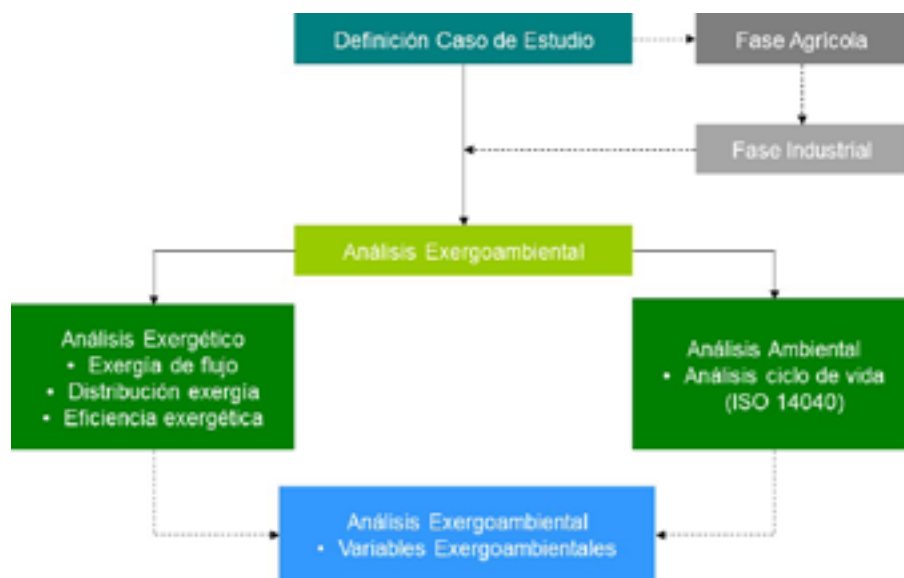 Definición Caso de Estudio
Fase Agrícola
Fase Industrial
Análisis Exergoambiental
Análisis Exergético
• Exergía de flujo
• Distribución exergía
• Eficiencia exergética
Análisis Ambiental
• Análisis ciclo de vida
(ISO 14040)
Análisis Exergoambiental
• Variables Exergoambientales